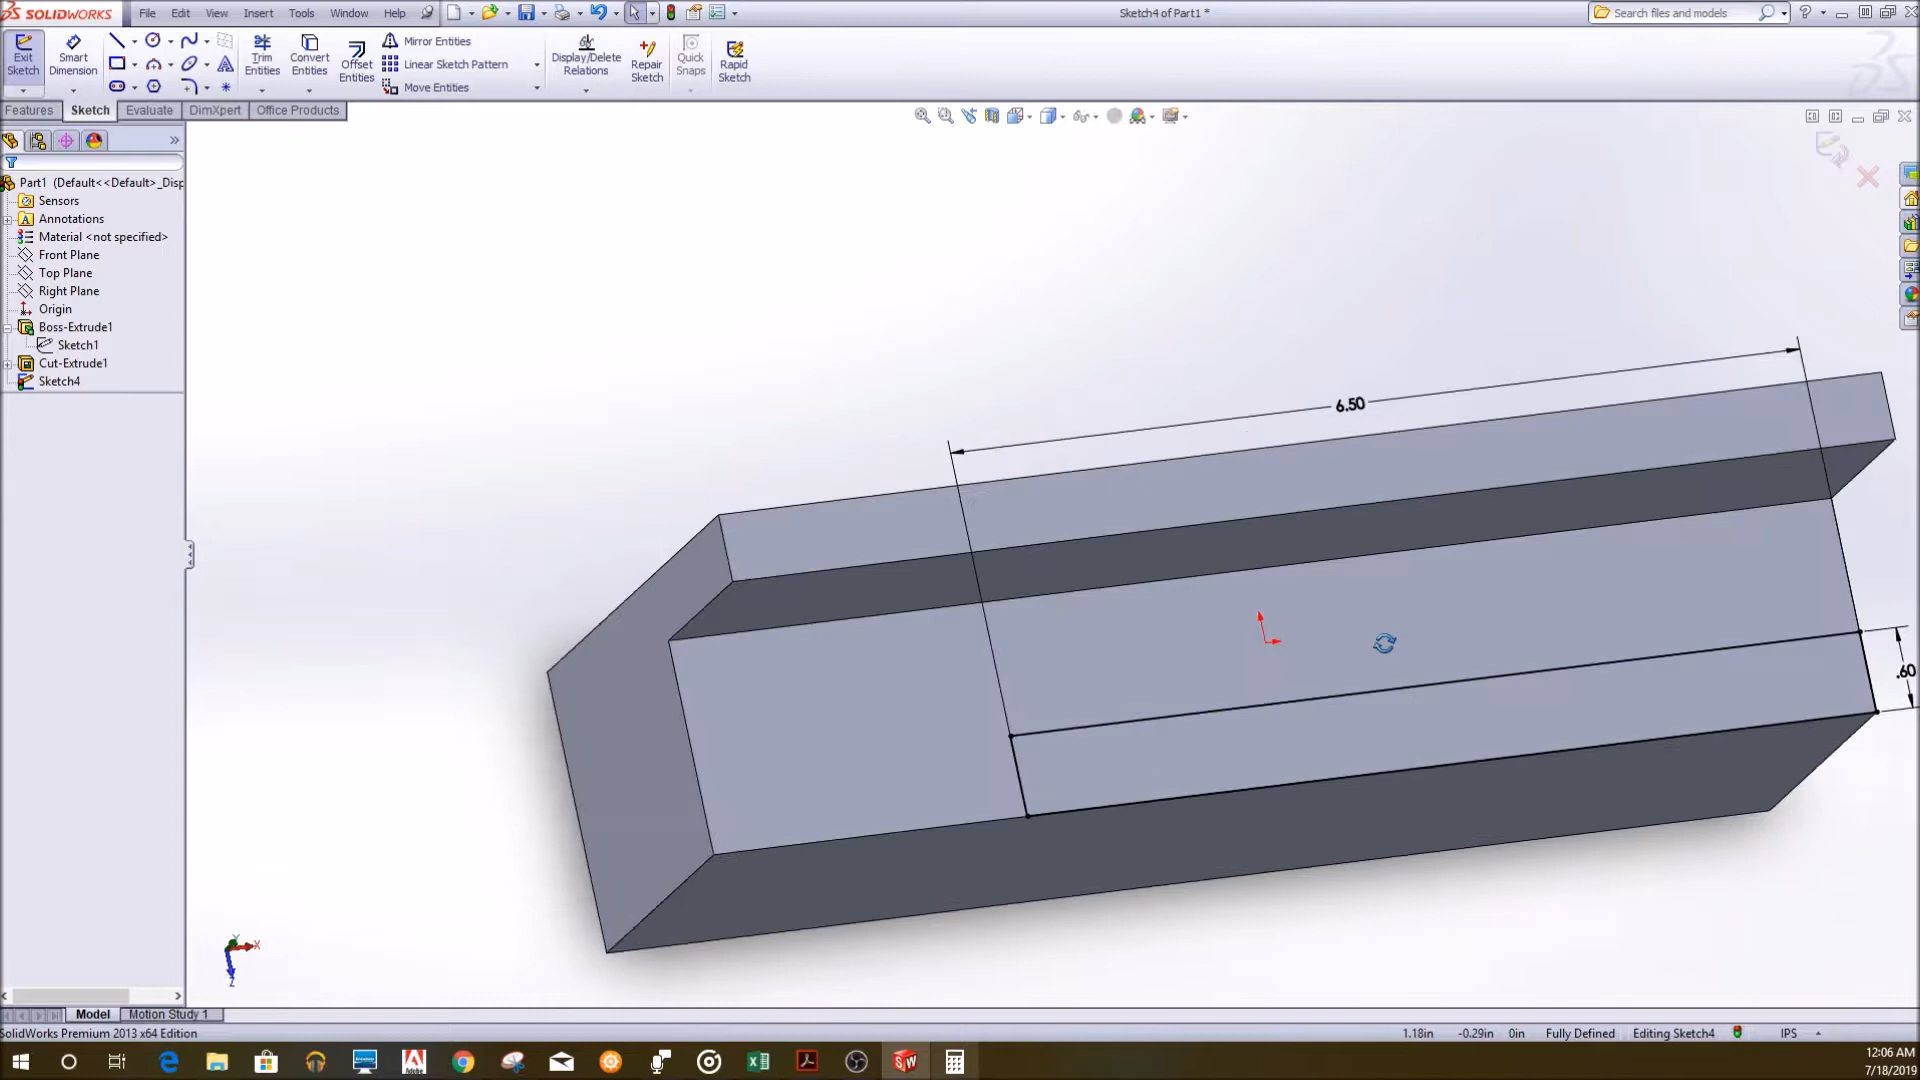 SOLIDWORKS File Edit View Insert Tools Window Help Sketch4 of Part1 * Search files and models
Exit Sketch
Smart Dimension
Trim Entities
Convert Entities
Offset Entities
Mirror Entities
Linear Sketch Pattern
Move Entities
Display/Delete Relations
Repair Sketch
Quick Snaps
Rapid Sketch
Features Sketch Evaluate DimXpert Office Products
Part1 (Default<<Default>_Disp
Sensors
Annotations
Material <not specified>
Front Plane
Top Plane
Right Plane
Origin
Boss-Extrude1
Sketch1
Cut-Extrude1
Sketch4
6.50
.60
Y
X
Z
Model Motion Study 1
SolidWorks Premium 2013 x64 Edition 1.18in -0.29in 0in Fully Defined Editing Sketch4 IPS
12:06 AM
7/18/2019